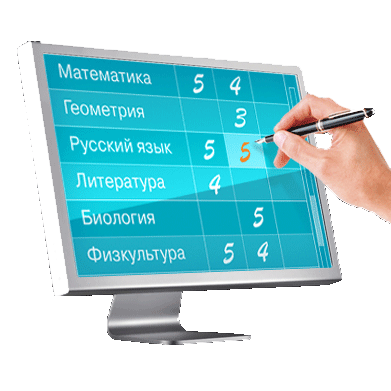 Математика 5 4
Геометрия 3
Русский язык 5 5
Литература 4
Биология 5
Физкультура 5 4